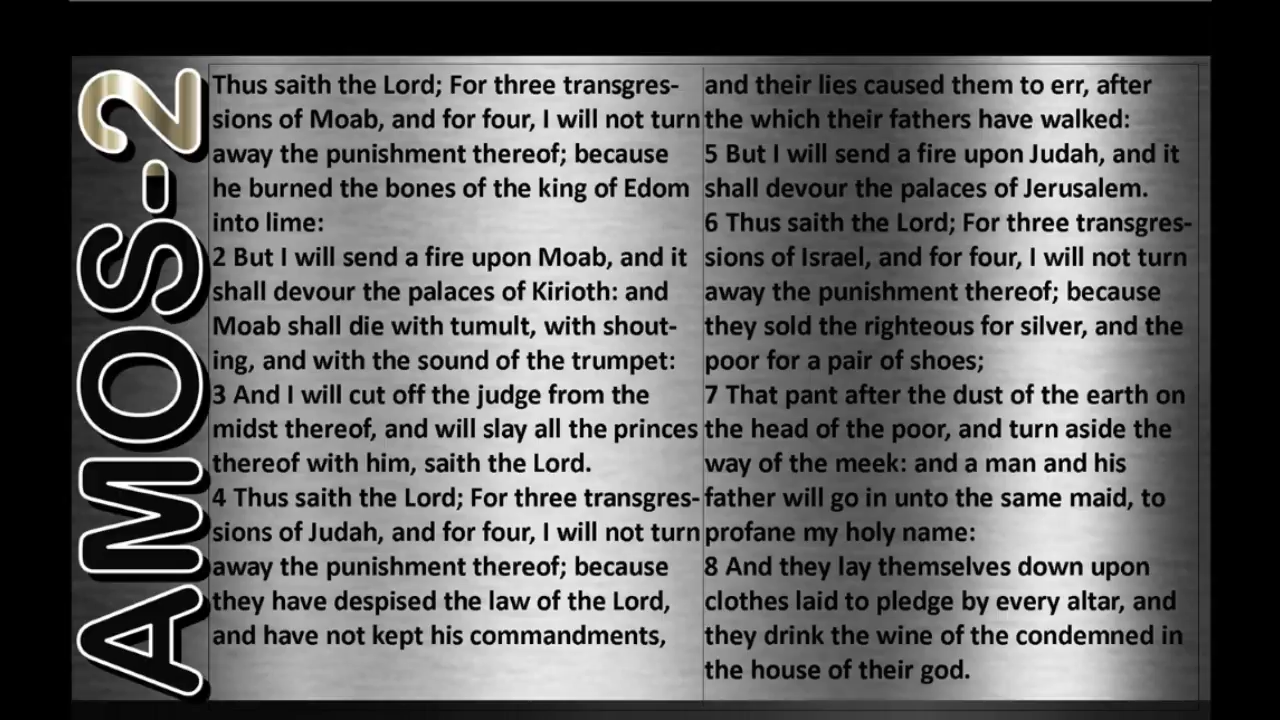 AMOS-2
Thus saith the Lord; For three transgres-
sions of Moab, and for four, I will not turn
away the punishment thereof; because
he burned the bones of the king of Edom
into lime:
2 But I will send a fire upon Moab, and it
shall devour the palaces of Kirioth: and
Moab shall die with tumult, with shout-
ing, and with the sound of the trumpet:
3 And I will cut off the judge from the
midst thereof, and will slay all the princes
thereof with him, saith the Lord.
4 Thus saith the Lord; For three transgres-
sions of Judah, and for four, I will not turn
away the punishment thereof; because
they have despised the law of the Lord,
and have not kept his commandments,
and their lies caused them to err, after
the which their fathers have walked:
5 But I will send a fire upon Judah, and it
shall devour the palaces of Jerusalem.
6 Thus saith the Lord; For three transgres-
sions of Israel, and for four, I will not turn
away the punishment thereof; because
they sold the righteous for silver, and the
poor for a pair of shoes;
7 That pant after the dust of the earth on
the head of the poor, and turn aside the
way of the meek: and a man and his
father will go in unto the same maid, to
profane my holy name:
8 And they lay themselves down upon
clothes laid to pledge by every altar, and
they drink the wine of the condemned in
the house of their god.